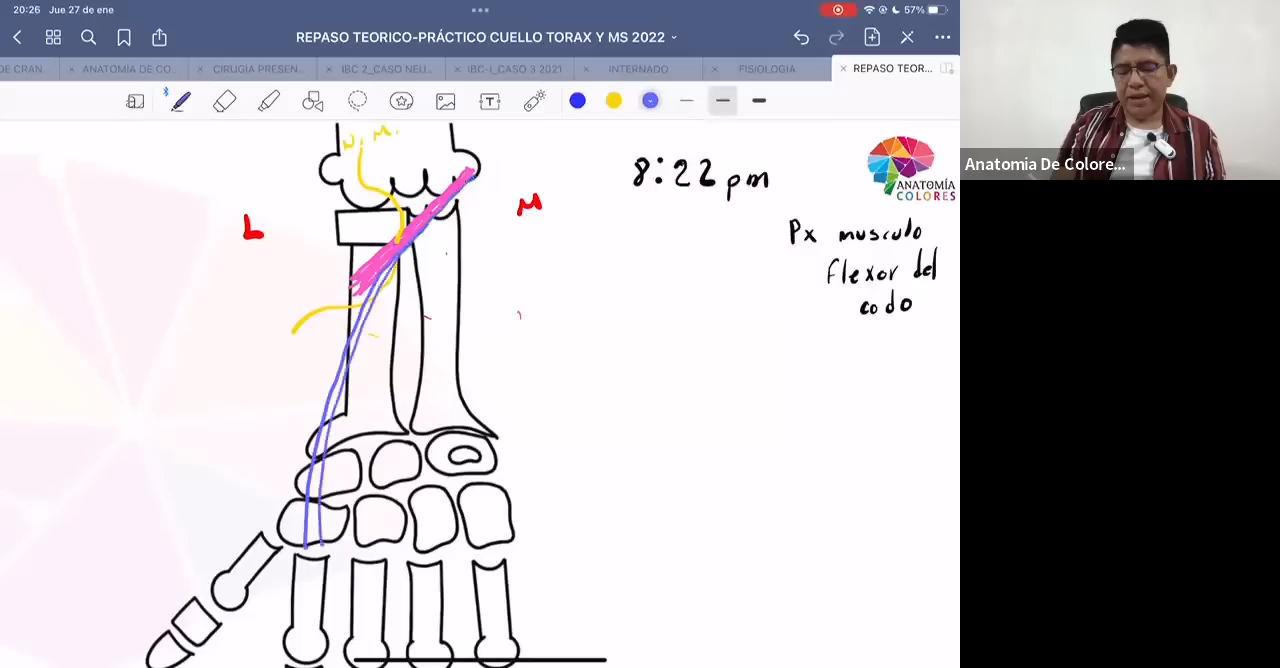 20:26 Jue 27 de ene
57%
REPASO TEORICO-PRÁCTICO CUELLO TORAX Y MS 2022
DE CRAN.
ANATOMÍA DE CO...
CIRUGIA PRESEN...
IBC 2_CASO NEU...
IBC-I_CASO 3 2021
INTERNADO
FISIOLOGIA
REPASO TEOR...
T
N. M.
8:22 pm
ANATOMÍA
COLORES
L
M
Px musculo
flexor del
codo
Anatomia De Colore...